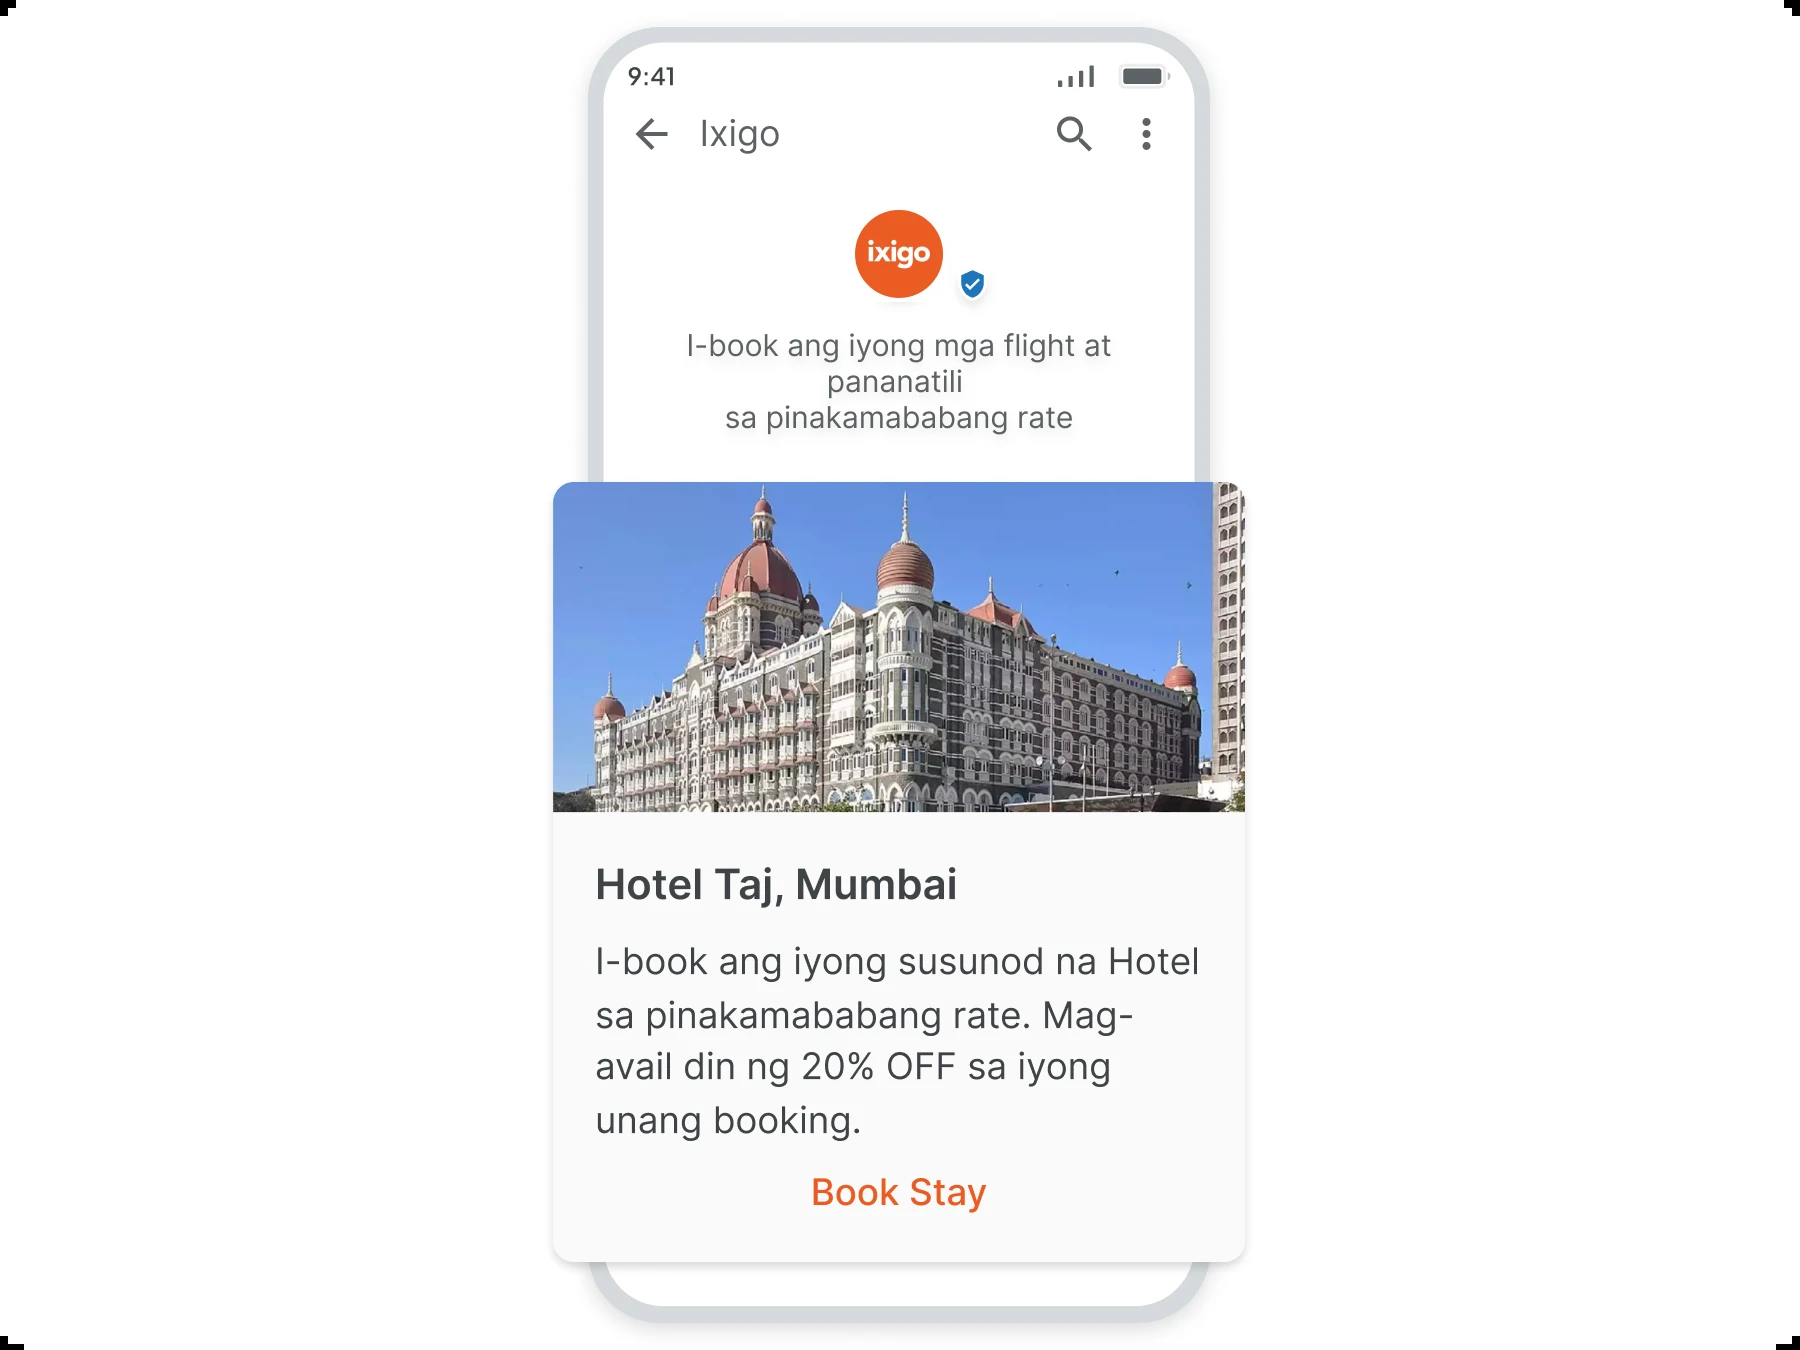 9:41
Ixigo
ixigo
I-book ang iyong mga flight at
pananatili
sa pinakamababang rate
Hotel Taj, Mumbai
I-book ang iyong susunod na Hotel
sa pinakamababang rate. Mag-
avail din ng 20% OFF sa iyong
unang booking.
Book Stay